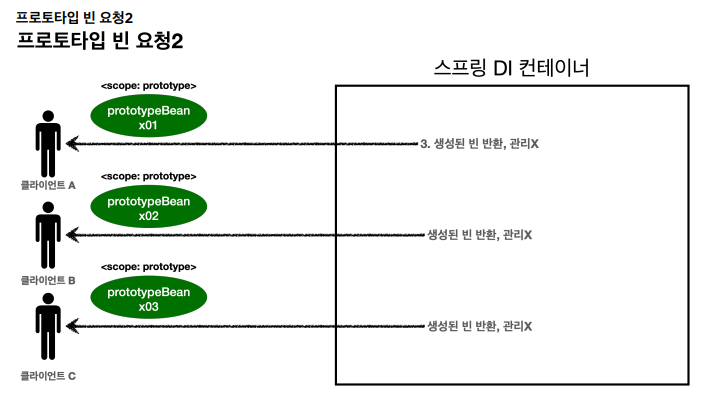 프로토타입 빈 요청2
프로토타입 빈 요청2
스프링 DI 컨테이너
<scope: prototype>
prototypeBean
x01
3. 생성된 빈 반환, 관리X
클라이언트 A
<scope: prototype>
prototypeBean
x02
생성된 빈 반환, 관리X
클라이언트 B
<scope: prototype>
prototypeBean
x03
생성된 빈 반환, 관리X
클라이언트 C